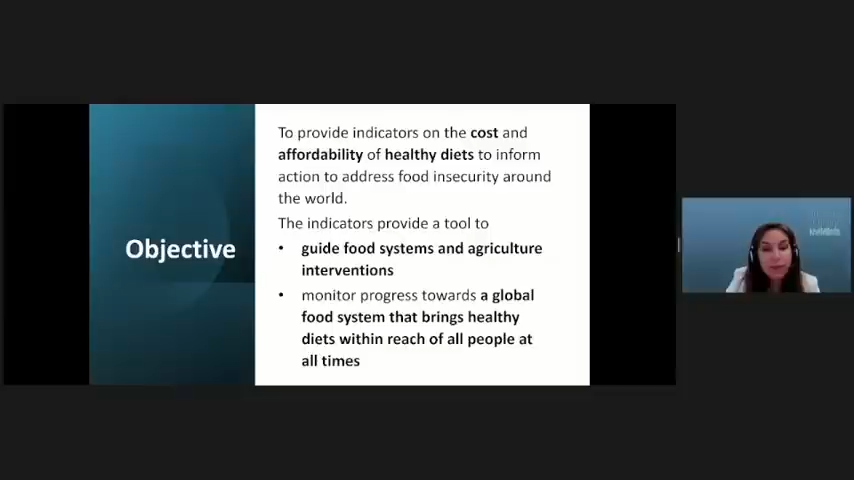 Objective
To provide indicators on the cost and
affordability of healthy diets to inform
action to address food insecurity around
the world.
The indicators provide a tool to
• guide food systems and agriculture
interventions
• monitor progress towards a global
food system that brings healthy
diets within reach of all people at
all times